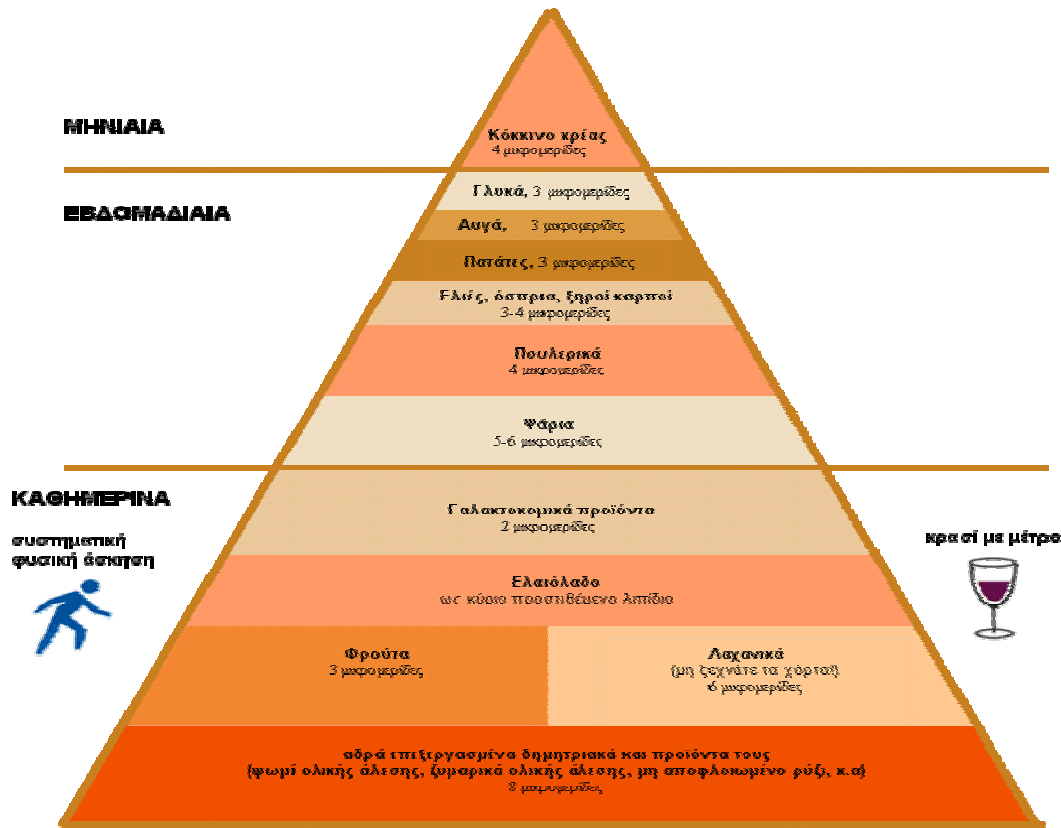 ΜΗΝΙΑΙΑ
Κόκκινο κρέας
4 μικρομερίδες
Γλυκά, 3 μικρομερίδες
ΕΒΔΟΜΑΔΙΑΙΑ
Αυγά, 3 μικρομερίδες
Πατάτες, 3 μικρομερίδες
Ελιές, όσπρια, ξηροί καρποί
3-4 μικρομερίδες
Πουλερικά
4 μικρομερίδες
Ψάρια
5-6 μικρομερίδες
ΚΑΘΗΜΕΡΙΝΑ
Γαλακτοκομικά προϊόντα
2 μικρομερίδες
συστηματική
φυσική άσκηση
κρασί με μέτρο
Ελαιόλαδο
ως κύριο προστιθέμενο λιπίδιο
Φρούτα
3 μικρομερίδες
Λαχανικά
(μη ξεχνάτε τα χόρτα!)
6 μικρομερίδες
αδρά επεξεργασμένα δημητριακά και προϊόντα τους
(ψωμί ολικής άλεσης, ζυμαρικά ολικής άλεσης, μη αποφλοιωμένο ρύζι, κ.α)
8 μικρομερίδες